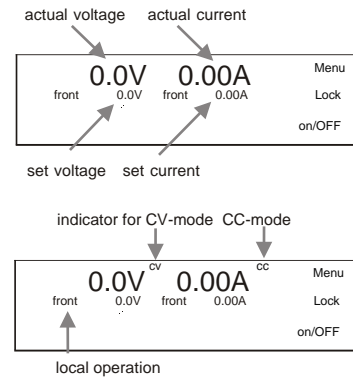 actual voltage actual current
0.0V 0.00A Menu
front 0.0V front 0.00A Lock
on/OFF
set voltage set current
indicator for CV-mode CC-mode
cv cc
0.0V 0.00A Menu
front 0.0V front 0.00A Lock
on/OFF
local operation